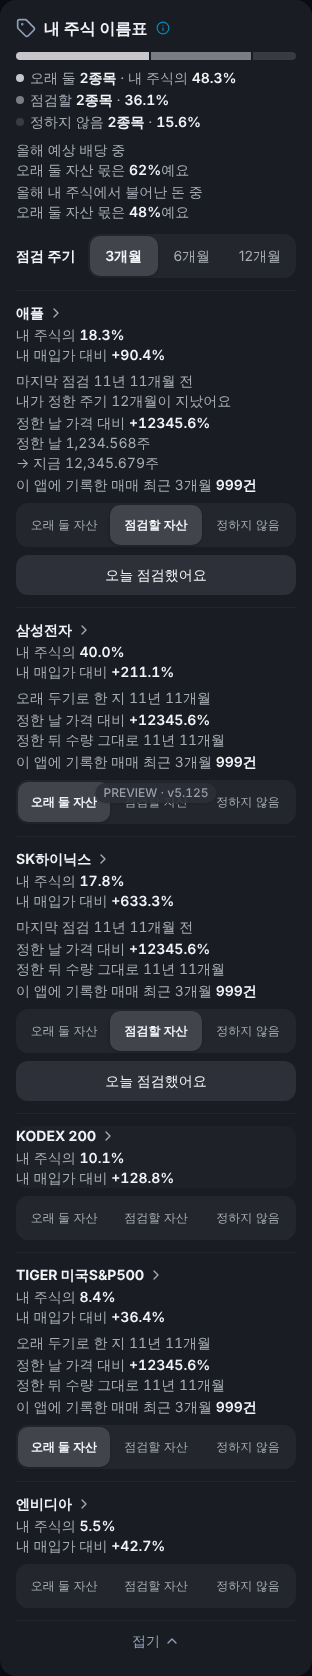 내 주식 이름표
오래 둘 2종목 · 내 주식의 48.3%
점검할 2종목 · 36.1%
정하지 않음 2종목 · 15.6%
올해 예상 배당 중
오래 둘 자산 몫은 62%예요
올해 내 주식에서 불어난 돈 중
오래 둘 자산 몫은 48%예요
점검 주기 3개월 6개월 12개월
애플
내 주식의 18.3%
내 매입가 대비 +90.4%
마지막 점검 11년 11개월 전
내가 정한 주기 12개월이 지났어요
정한 날 가격 대비 +12345.6%
정한 날 1,234.568주
→ 지금 12,345.679주
이 앱에 기록한 매매 최근 3개월 999건
오래 둘 자산 점검할 자산 정하지 않음
오늘 점검했어요
삼성전자
내 주식의 40.0%
내 매입가 대비 +211.1%
오래 두기로 한 지 11년 11개월
정한 날 가격 대비 +12345.6%
정한 뒤 수량 그대로 11년 11개월
이 앱에 기록한 매매 최근 3개월 999건
PREVIEW · v5.125
오래 둘 자산 점검할 자산 정하지 않음
SK하이닉스
내 주식의 17.8%
내 매입가 대비 +633.3%
마지막 점검 11년 11개월 전
정한 날 가격 대비 +12345.6%
정한 뒤 수량 그대로 11년 11개월
이 앱에 기록한 매매 최근 3개월 999건
오래 둘 자산 점검할 자산 정하지 않음
오늘 점검했어요
KODEX 200
내 주식의 10.1%
내 매입가 대비 +128.8%
오래 둘 자산 점검할 자산 정하지 않음
TIGER 미국S&P500
내 주식의 8.4%
내 매입가 대비 +36.4%
오래 두기로 한 지 11년 11개월
정한 날 가격 대비 +12345.6%
정한 뒤 수량 그대로 11년 11개월
이 앱에 기록한 매매 최근 3개월 999건
오래 둘 자산 점검할 자산 정하지 않음
엔비디아
내 주식의 5.5%
내 매입가 대비 +42.7%
오래 둘 자산 점검할 자산 정하지 않음
접기